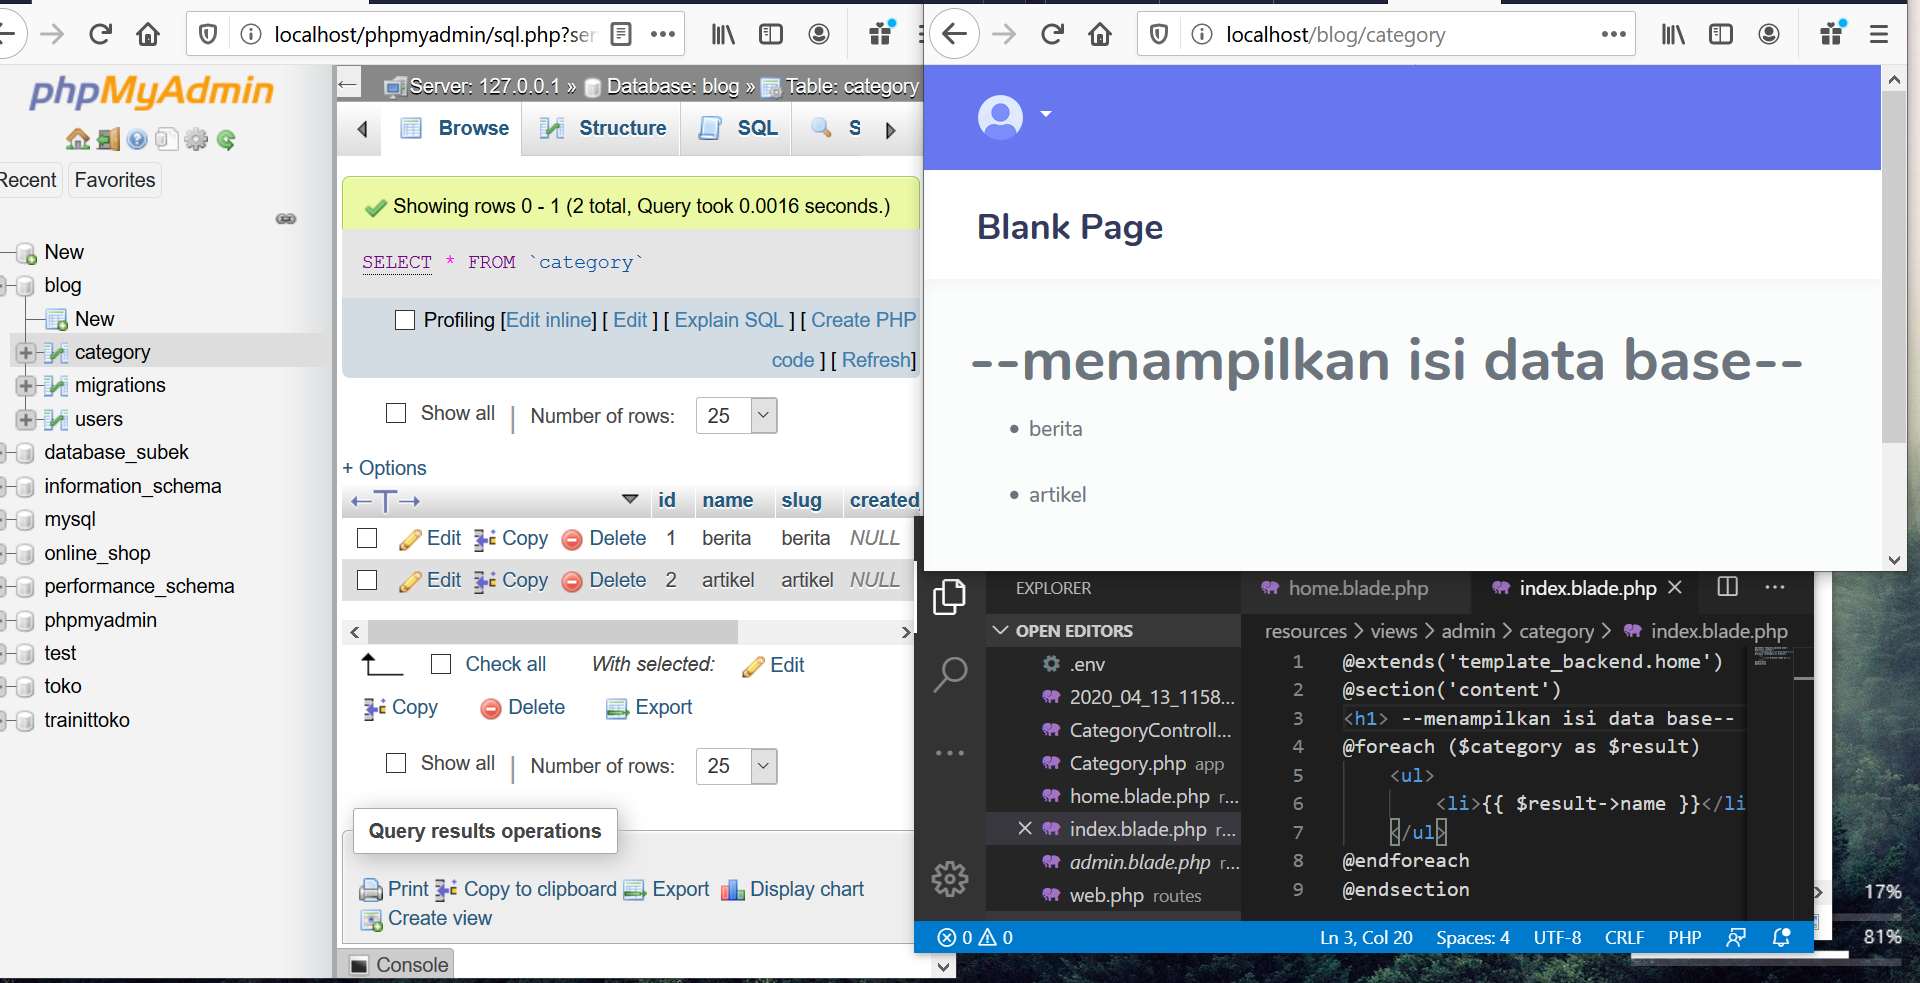 localhost/phpmyadmin/sql.php?ser
phpMyAdmin
Recent
Favorites
New
blog
New
category
migrations
users
database_subek
information_schema
mysql
online_shop
performance_schema
phpmyadmin
test
toko
trainittoko
Server: 127.0.0.1 » Database: blog » Table: category
Browse
Structure
SQL
S
Showing rows 0 - 1 (2 total, Query took 0.0016 seconds.)
SELECT * FROM `category`
Profiling [Edit inline] [ Edit ] [ Explain SQL ] [ Create PHP
code ] [ Refresh]
Show all | Number of rows: 25
+ Options
←T→ id name slug created
Edit Copy Delete 1 berita berita NULL
Edit Copy Delete 2 artikel artikel NULL
Check all With selected: Edit
Copy Delete Export
Show all | Number of rows: 25
Query results operations
Print Copy to clipboard Export Display chart
Create view
Console
localhost/blog/category
Blank Page
--menampilkan isi data base--
• berita
• artikel
EXPLORER
OPEN EDITORS
.env
2020_04_13_1158...
CategoryControll...
Category.php app
home.blade.php r...
index.blade.php r...
admin.blade.php r...
web.php routes
home.blade.php
index.blade.php
resources > views > admin > category > index.blade.php
1 @extends('template_backend.home')
2 @section('content')
3 <h1> --menampilkan isi data base--
4 @foreach ($category as $result)
5 <ul>
6 <li>{{ $result->name }}</li
7 </ul>
8 @endforeach
9 @endsection
0 0
Ln 3, Col 20 Spaces: 4 UTF-8 CRLF PHP
17%
81%